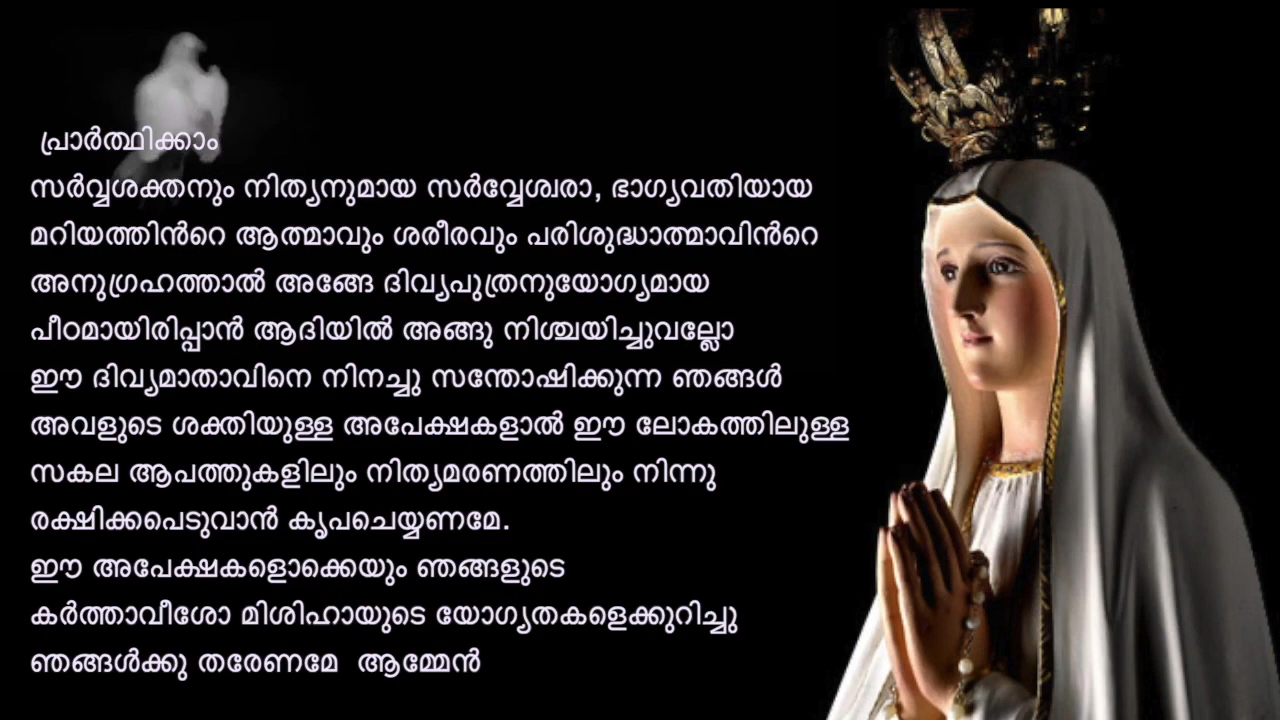 പ്രാർത്ഥിക്കാം
സർവ്വശക്തനും നിത്യനുമായ സർവ്വേശ്വരാ, ഭാഗ്യവതിയായ
മറിയത്തിൻറെ ആത്മാവും ശരീരവും പരിശുദ്ധാത്മാവിൻറെ
അനുഗ്രഹത്താൽ അങ്ങേ ദിവ്യപുത്രനുയോഗ്യമായ
പീഠമായിരിപ്പാൻ ആദിയിൽ അങ്ങു നിശ്ചയിച്ചുവല്ലോ
ഈ ദിവ്യമാതാവിനെ നിനച്ചു സന്തോഷിക്കുന്ന ഞങ്ങൾ
അവളുടെ ശക്തിയുള്ള അപേക്ഷകളാൽ ഈ ലോകത്തിലുള്ള
സകല ആപത്തുകളിലും നിത്യമരണത്തിലും നിന്നു
രക്ഷിക്കപെടുവാൻ കൃപചെയ്യണമേ.
ഈ അപേക്ഷകളൊക്കെയും ഞങ്ങളുടെ
കർത്താവീശോ മിശിഹായുടെ യോഗ്യതകളെക്കുറിച്ചു
ഞങ്ങൾക്കു തരേണമേ  ആമ്മേൻ